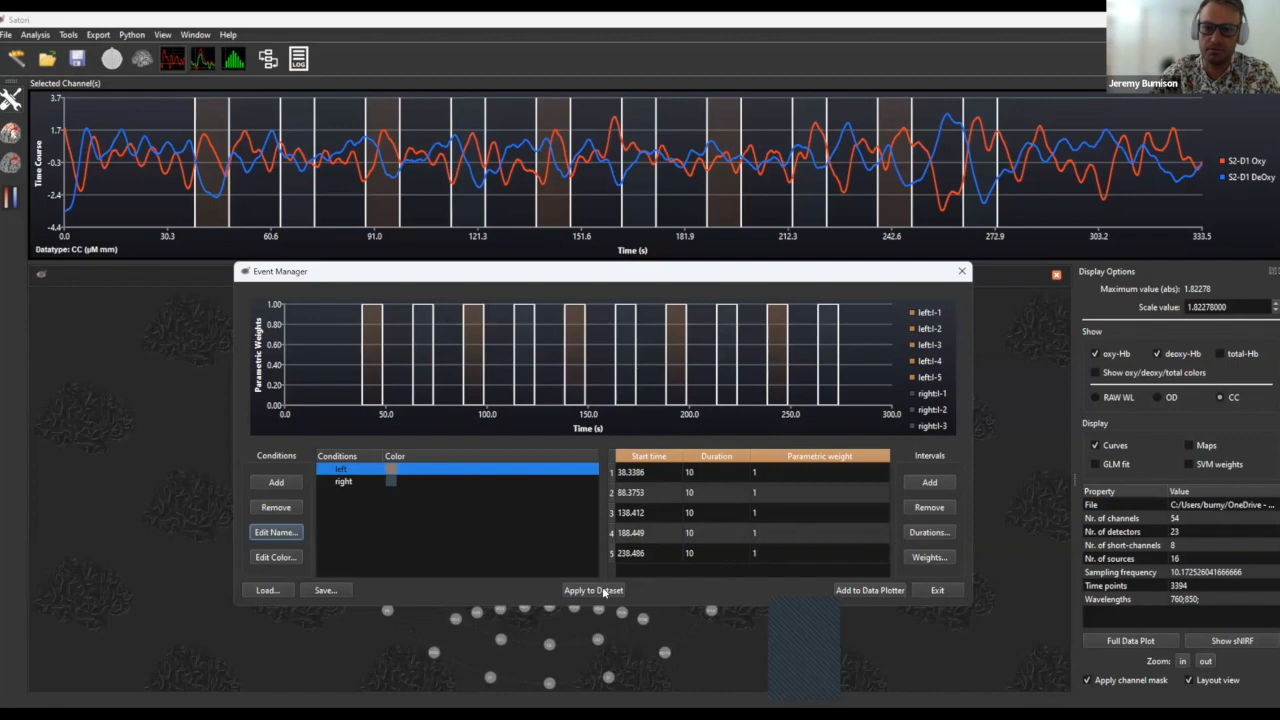 Satori
File Analysis Tools Export Python View Window Help
LOG
Jeremy Burnison
Selected Channel(s)
3.7
1.7
-0.3
-2.4
-4.4
Time Course
0.0 30.3 60.6 91.0 121.3 151.6 181.9 212.3 242.6 272.9 303.2 333.5
Datatype: CC (µM mm)
Time (s)
S2-D1 Oxy
S2-D1 DeOxy
Event Manager
1.00
0.80
0.60
0.40
0.20
0.00
Parametric Weights
0.0 50.0 100.0 150.0 200.0 250.0 300.0
Time (s)
left:l-1
left:l-2
left:l-3
left:l-4
left:l-5
right:l-1
right:l-2
right:l-3
Conditions
Add
Remove
Edit Name...
Edit Color...
Conditions Color
left
right
Start time Duration Parametric weight
1 38.3386 10 1
2 88.3753 10 1
3 138.412 10 1
4 188.449 10 1
5 238.486 10 1
Intervals
Add
Remove
Durations...
Weights...
Load... Save... Apply to Dataset Add to Data Plotter Exit
Display Options
Maximum value (abs): 1.82278
Scale value: 1.82278000
Show
oxy-Hb deoxy-Hb total-Hb
Show oxy/deoxy/total colors
RAW WL OD CC
Display
Curves Maps
GLM fit SVM weights
Property Value
File C:/Users/burny/OneDrive - ...
Nr. of channels 54
Nr. of detectors 23
Nr. of short-channels 8
Nr. of sources 16
Sampling frequency 10.172526041666666
Time points 3394
Wavelengths 760;850;
Full Data Plot Show sNIRF
Zoom: in out
Apply channel mask Layout view